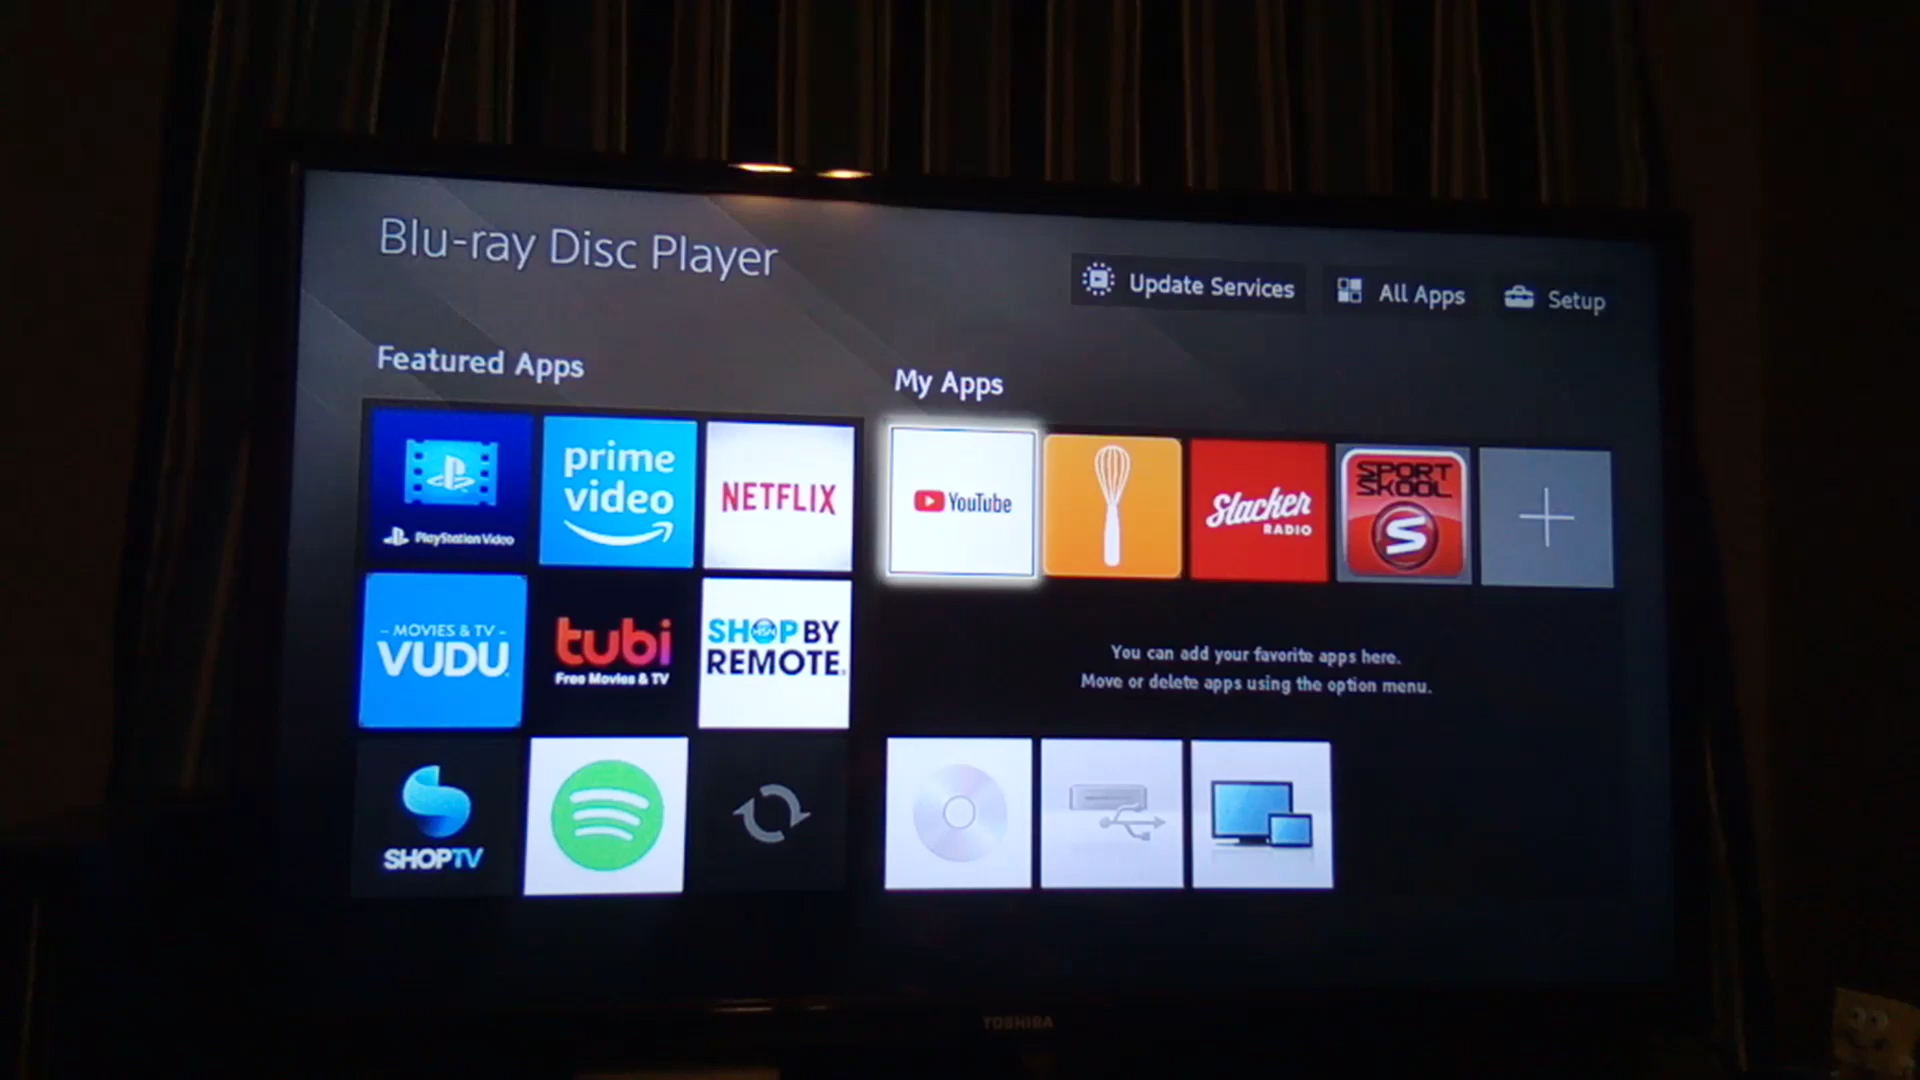 Blu-ray Disc Player
Update Services
All Apps
Setup
Featured Apps
My Apps
PlayStation Video
prime
video
NETFLIX
YouTube
Slacker
RADIO
SPORT
SKOOL
S
- MOVIES & TV -
VUDU
tubi
Free Movies & TV
SHOP BY
REMOTE
You can add your favorite apps here.
Move or delete apps using the option menu.
SHOPTV
TOSHIBA